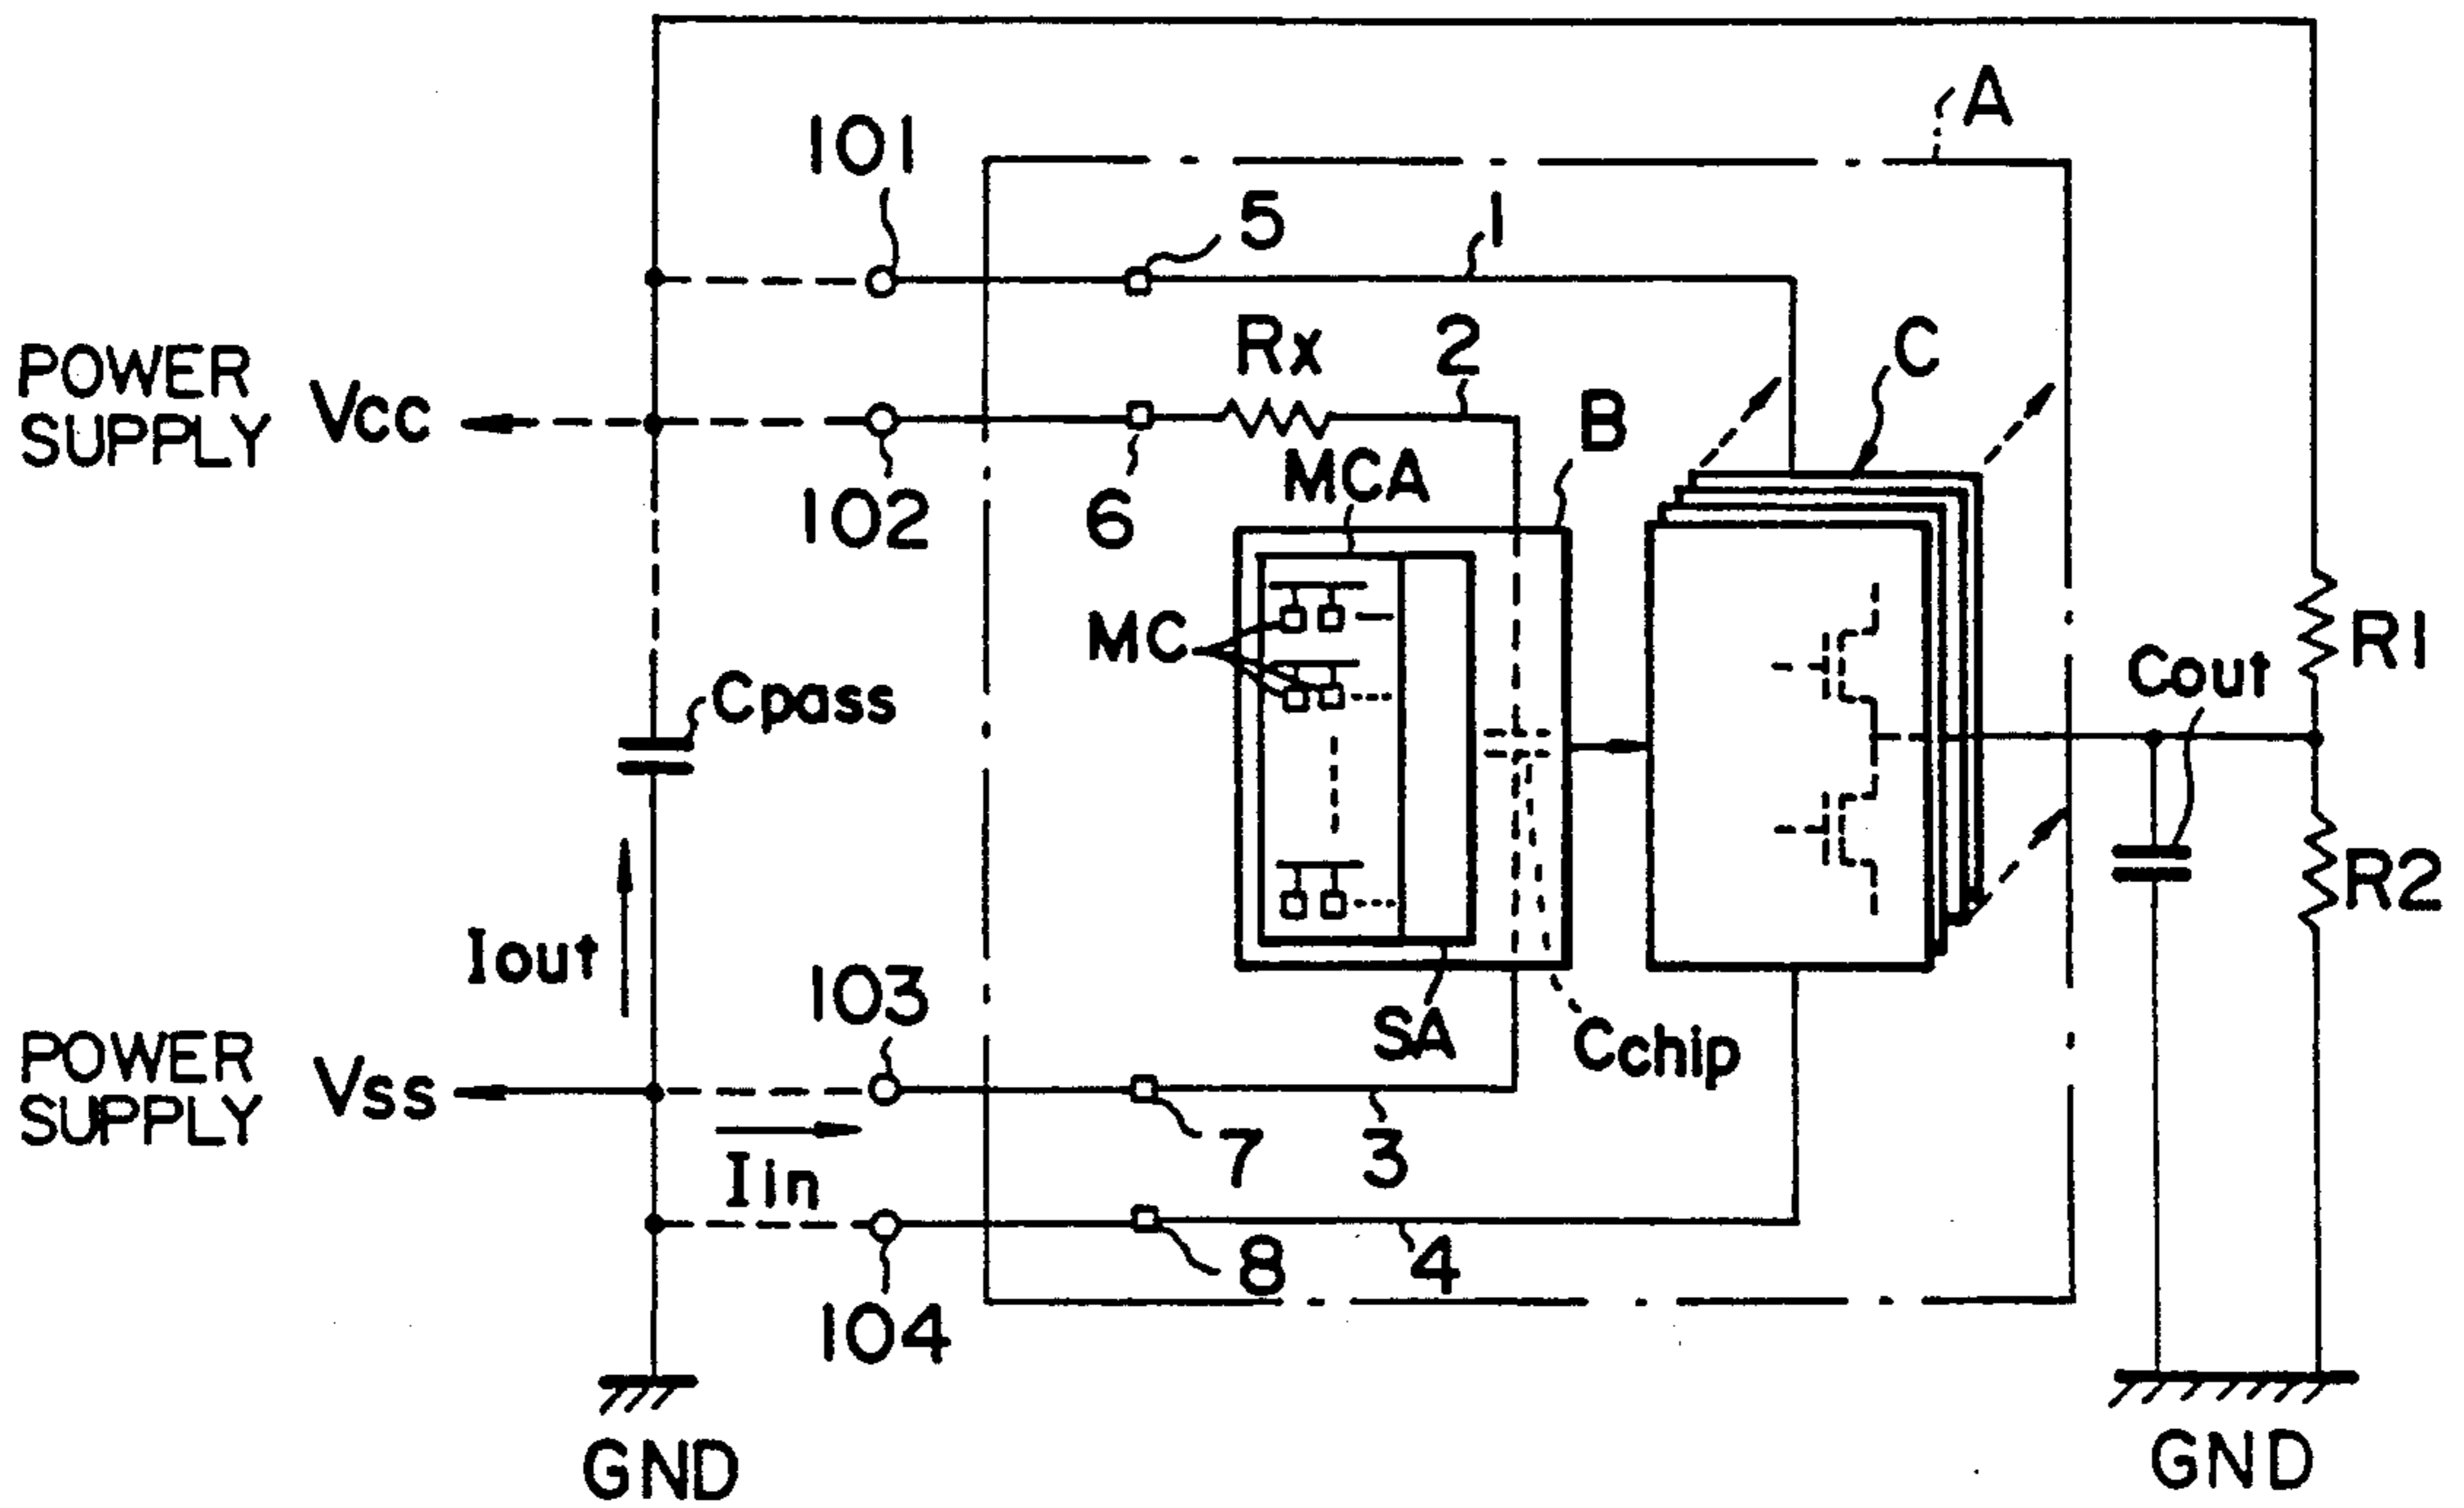 A
101
5
1
Rx
2
C
POWER
SUPPLY
Vcc
B
MCA
102
6
MC
R1
Cout
Cpass
R2
Iout
103
SA
Cchip
POWER
SUPPLY
Vss
7
3
Iin
8
4
104
GND
GND